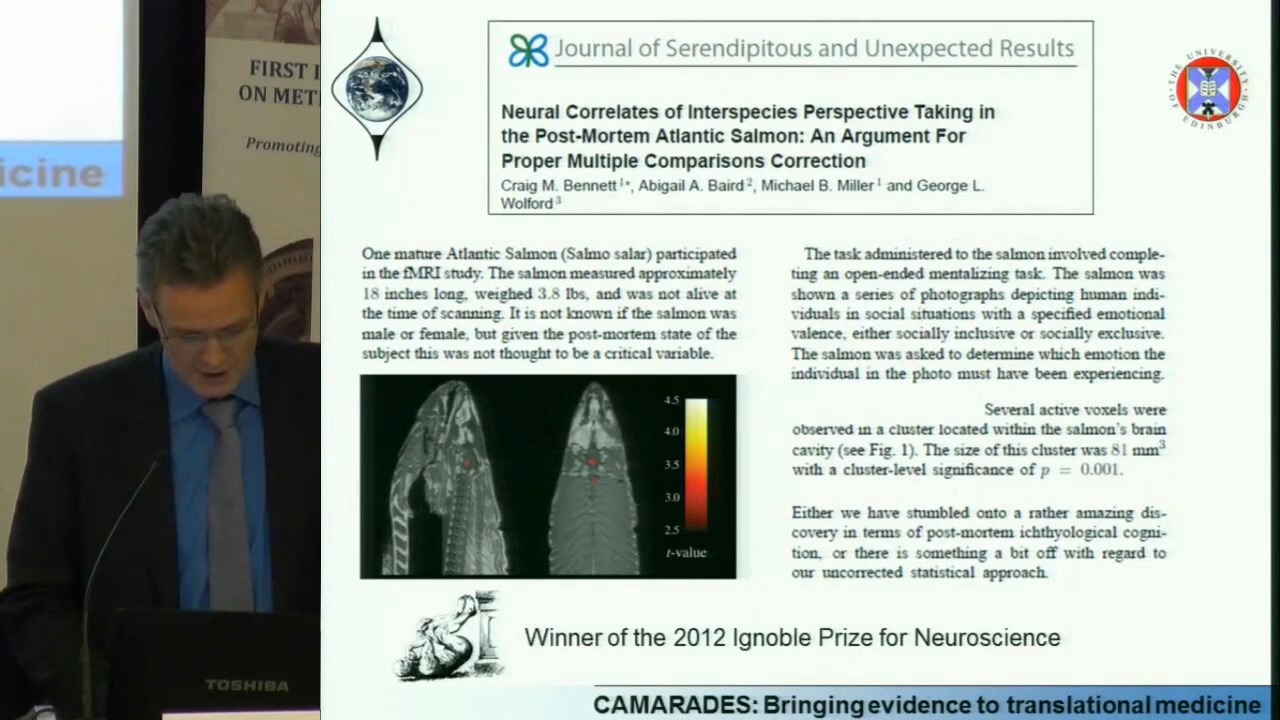 icine
FIRST I
ON MET
Promoting
TOSHIBA
Journal of Serendipitous and Unexpected Results
Neural Correlates of Interspecies Perspective Taking in
the Post-Mortem Atlantic Salmon: An Argument For
Proper Multiple Comparisons Correction
Craig M. Bennett 1*, Abigail A. Baird 2, Michael B. Miller 1 and George L.
Wolford 3
THE UNIVERSITY
OF EDINBURGH
One mature Atlantic Salmon (Salmo salar) participated
in the fMRI study. The salmon measured approximately
18 inches long, weighed 3.8 lbs, and was not alive at
the time of scanning. It is not known if the salmon was
male or female, but given the post-mortem state of the
subject this was not thought to be a critical variable.
4.5
4.0
3.5
3.0
2.5
t-value
The task administered to the salmon involved comple-
ting an open-ended mentalizing task. The salmon was
shown a series of photographs depicting human indi-
viduals in social situations with a specified emotional
valence, either socially inclusive or socially exclusive.
The salmon was asked to determine which emotion the
individual in the photo must have been experiencing.
Several active voxels were
observed in a cluster located within the salmon's brain
cavity (see Fig. 1). The size of this cluster was 81 mm3
with a cluster-level significance of p = 0.001.
Either we have stumbled onto a rather amazing dis-
covery in terms of post-mortem ichthyological cogni-
tion, or there is something a bit off with regard to
our uncorrected statistical approach.
Winner of the 2012 Ignoble Prize for Neuroscience
CAMARADES: Bringing evidence to translational medicine